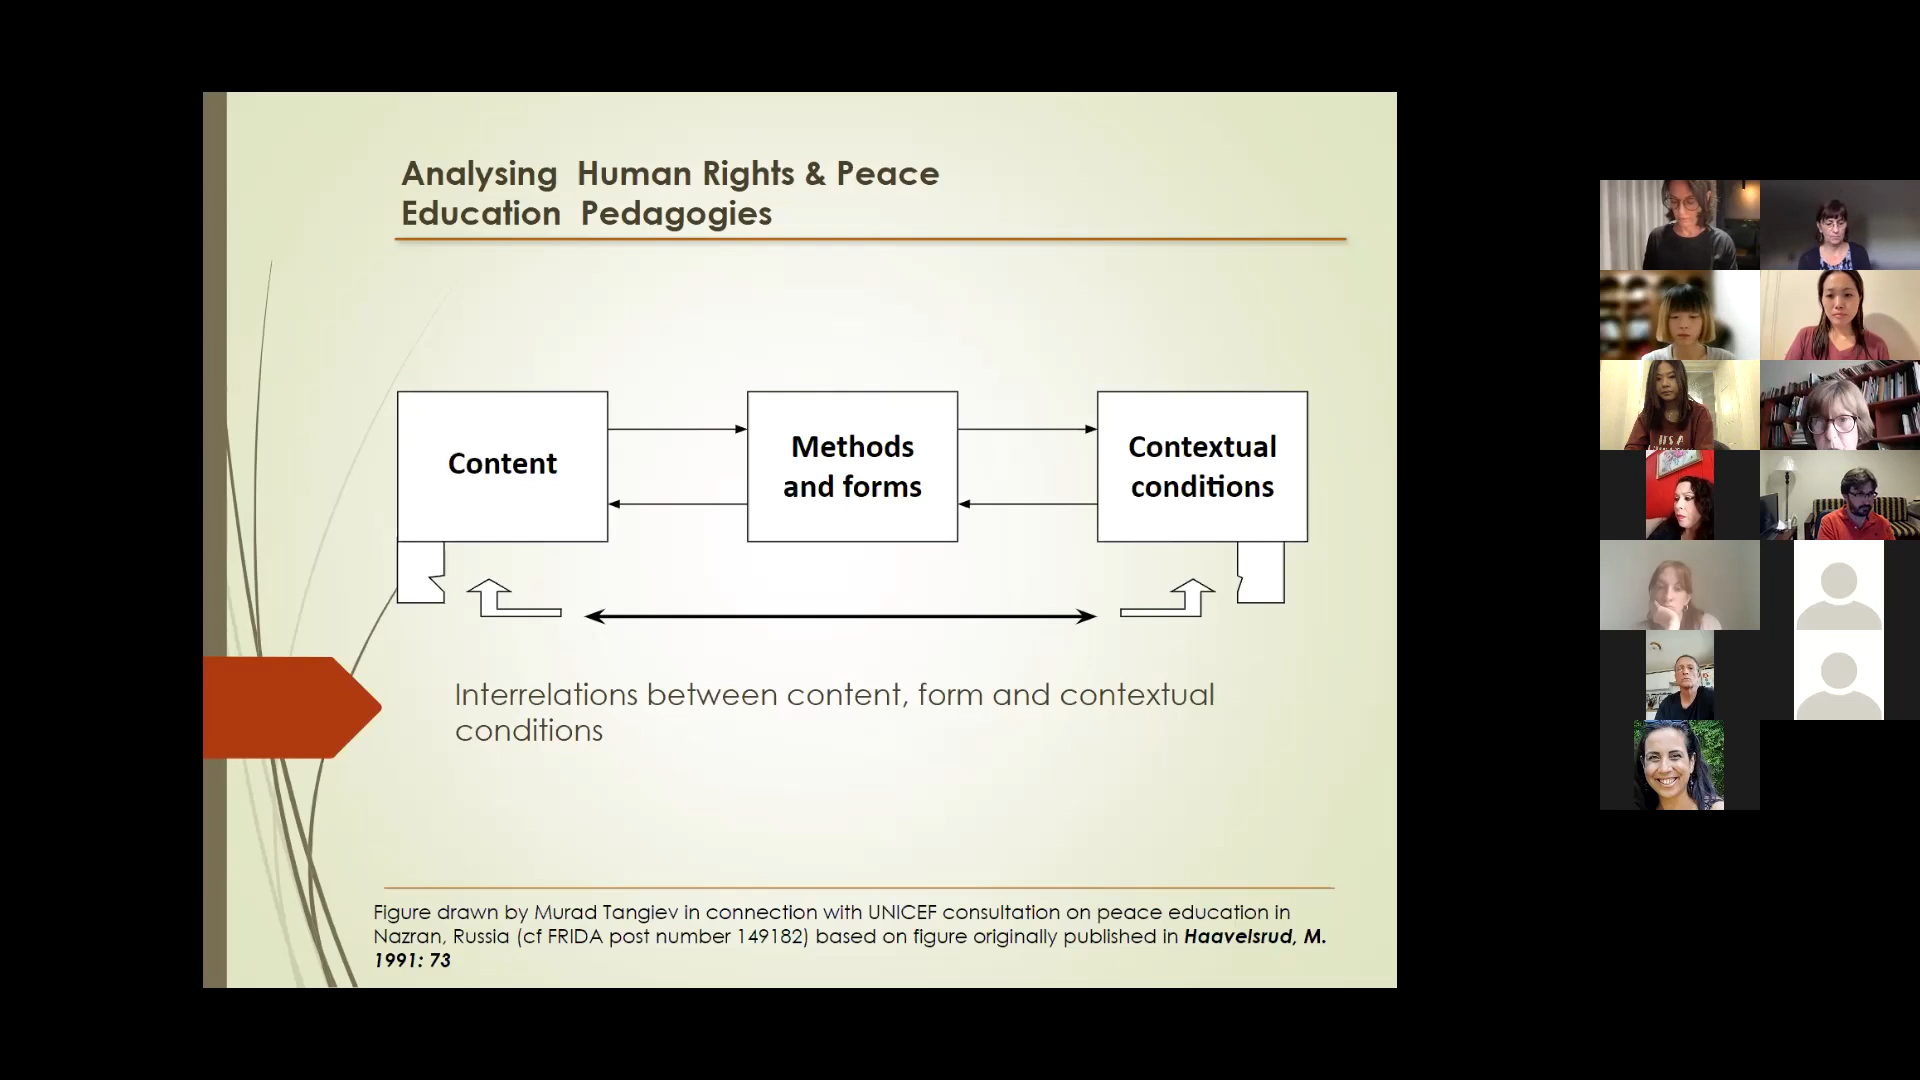 Analysing Human Rights & Peace
Education Pedagogies
Content
Methods
and forms
Contextual
conditions
Interrelations between content, form and contextual
conditions
Figure drawn by Murad Tangiev in connection with UNICEF consultation on peace education in
Nazran, Russia (cf FRIDA post number 149182) based on figure originally published in Haavelsrud, M.
1991: 73
IT'S A